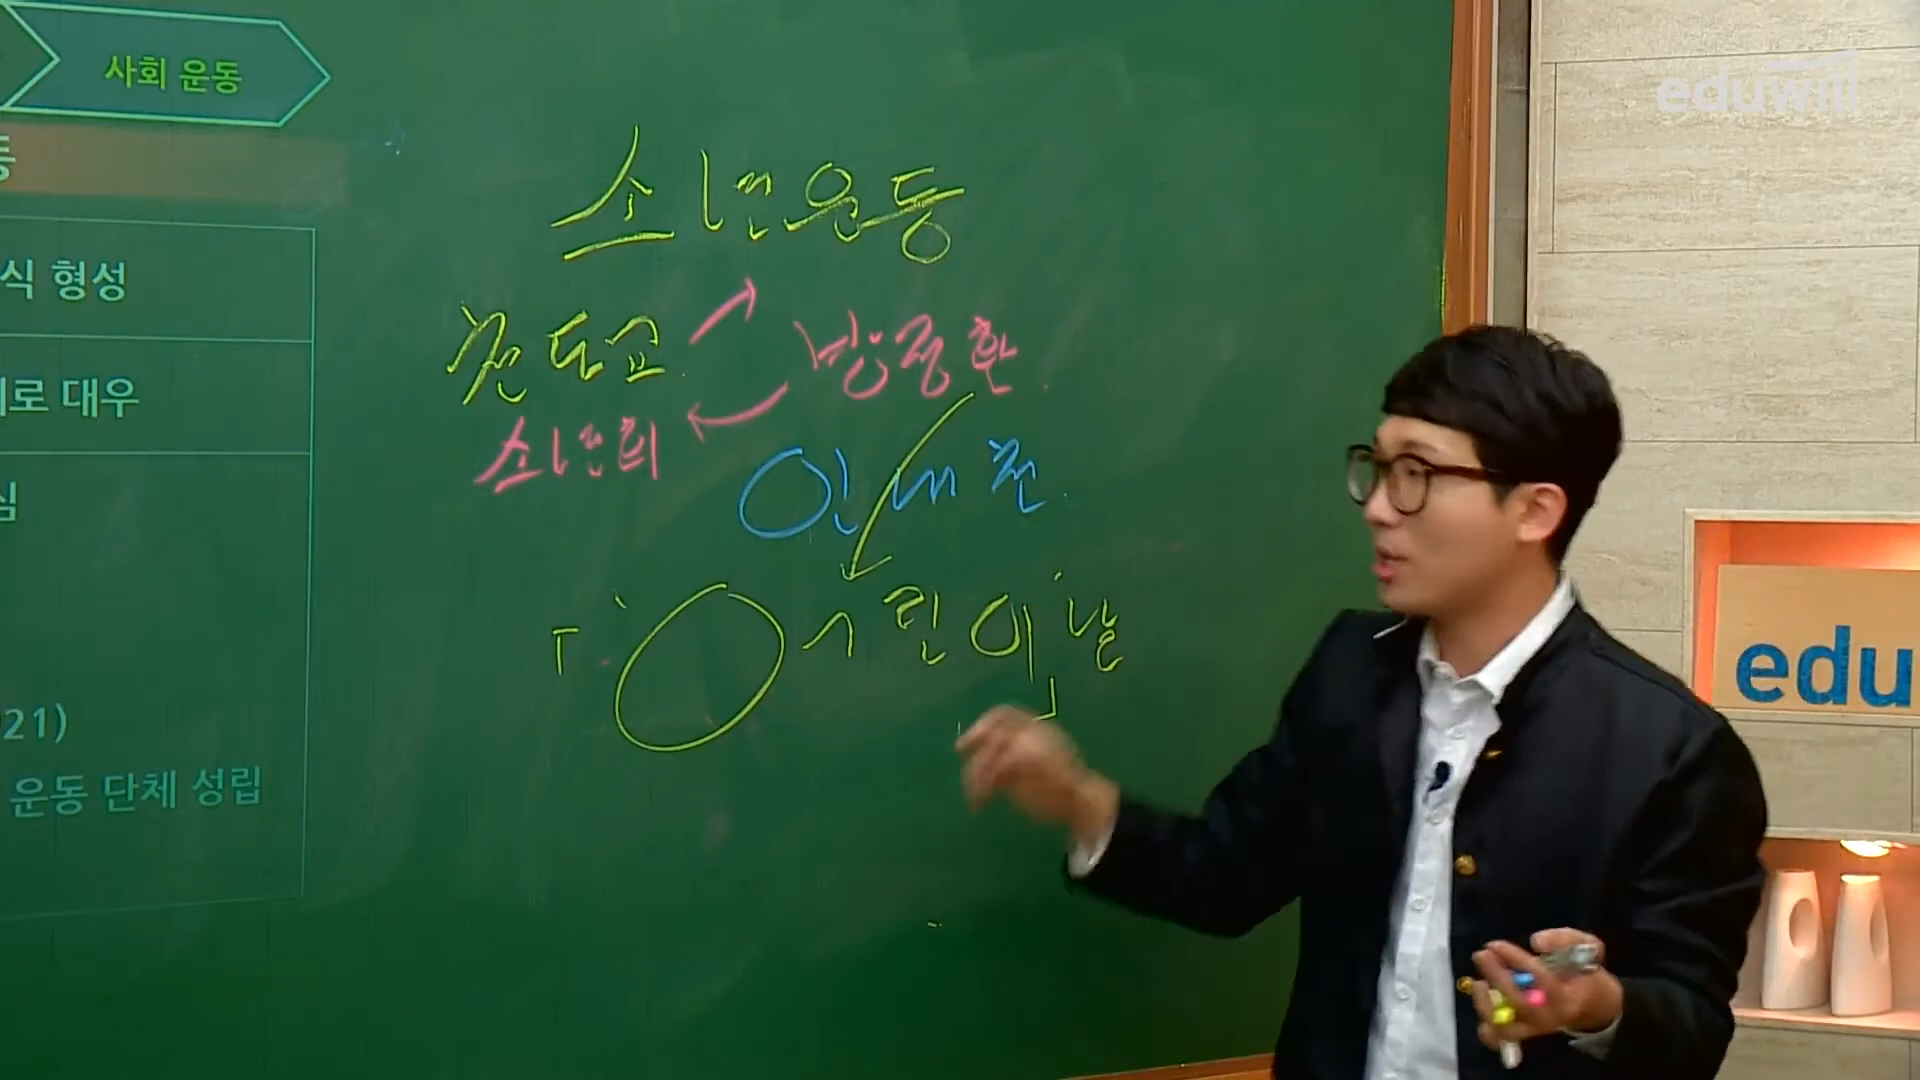 사회 운동
eduwill
동
소년운동
식 형성
천도교 방정환
로 대우
소년회
인내천
심
「어린이날」
edu
21)
운동 단체 성립